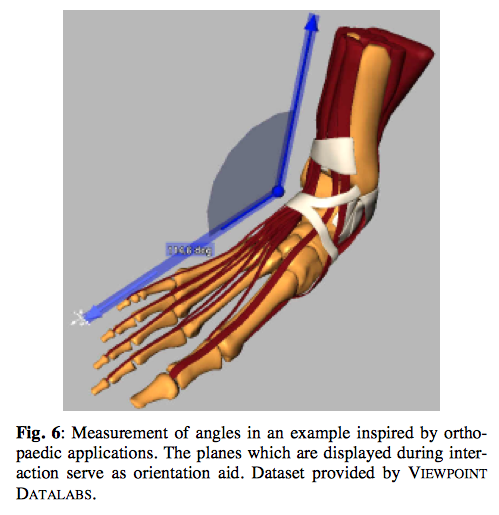 deg
Fig. 6: Measurement of angles in an example inspired by ortho-
paedic applications. The planes which are displayed during inter-
action serve as orientation aid. Dataset provided by VIEWPOINT
DATALABS.